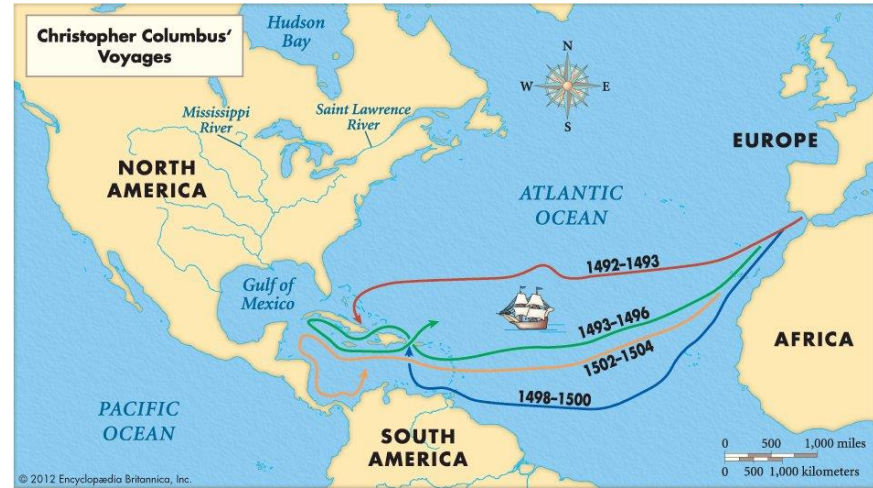 Christopher Columbus'
Voyages
Hudson
Bay
N
W
E
S
Mississippi
River
Saint Lawrence
River
NORTH
AMERICA
EUROPE
ATLANTIC
OCEAN
1492–1493
Gulf of
Mexico
1493–1496
1502–1504
AFRICA
1498–1500
PACIFIC
OCEAN
SOUTH
AMERICA
0 500 1,000 miles
0 500 1,000 kilometers
© 2012 Encyclopædia Britannica, Inc.